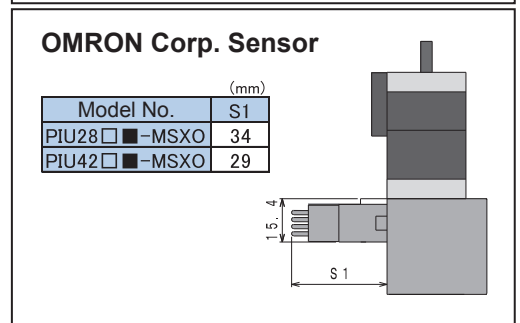 OMRON Corp. Sensor
(mm)
Model No. S1
PIU28□■-MSXO 34
PIU42□■-MSXO 29
15.4
S1